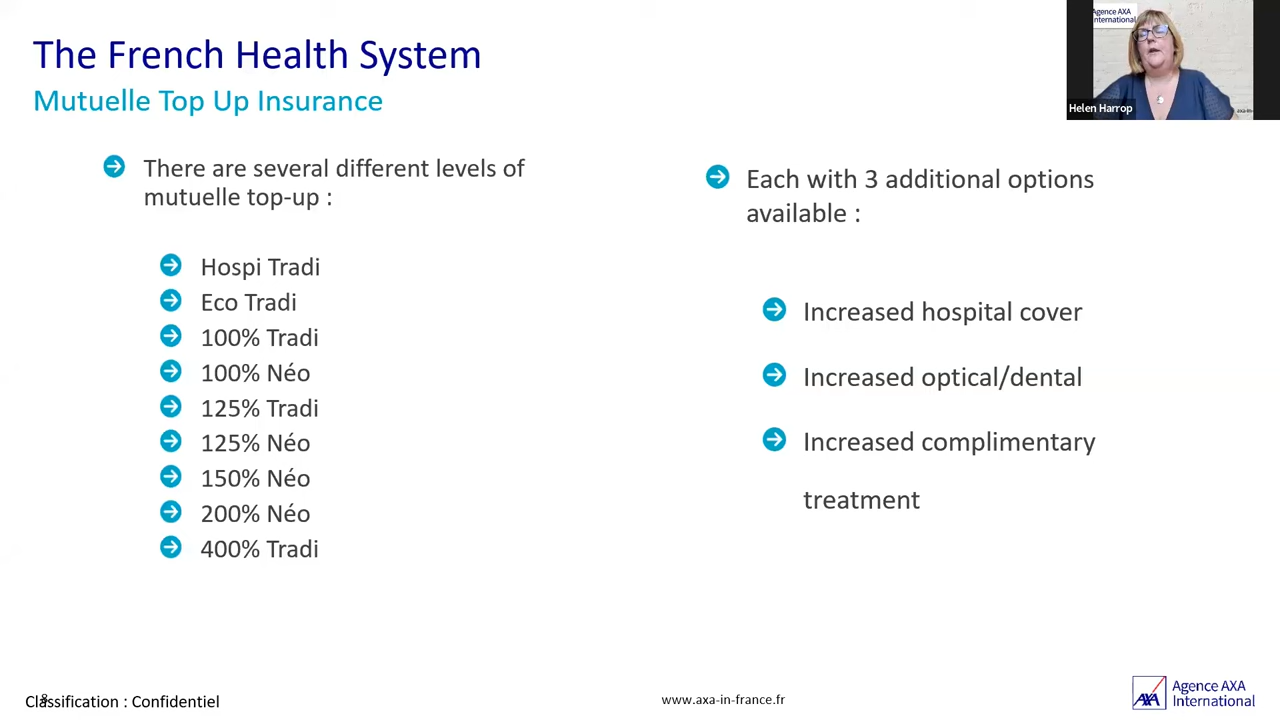 The French Health System
Mutuelle Top Up Insurance
Agence AXA
International
Helen Harrop
There are several different levels of
mutuelle top-up :
Hospi Tradi
Eco Tradi
100% Tradi
100% Néo
125% Tradi
125% Néo
150% Néo
200% Néo
400% Tradi
Each with 3 additional options
available :
Increased hospital cover
Increased optical/dental
Increased complimentary
treatment
Classification : Confidentiel
8
www.axa-in-france.fr
AXA
Agence AXA
International